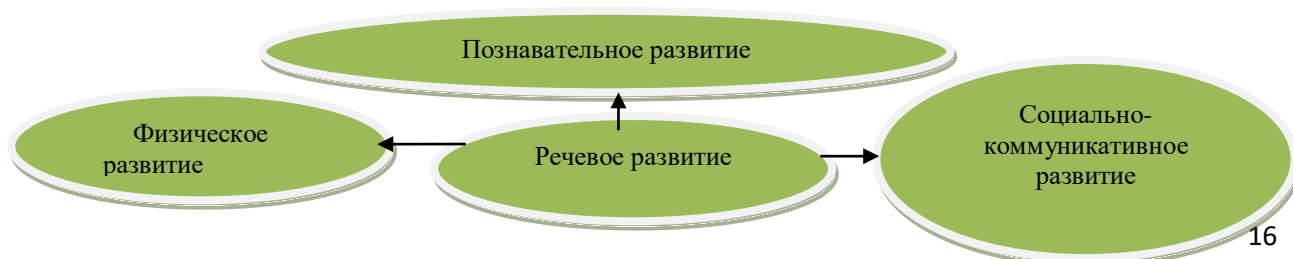 Познавательное развитие
Физическое
развитие
Речевое развитие
Социально-
коммуникативное
развитие
16